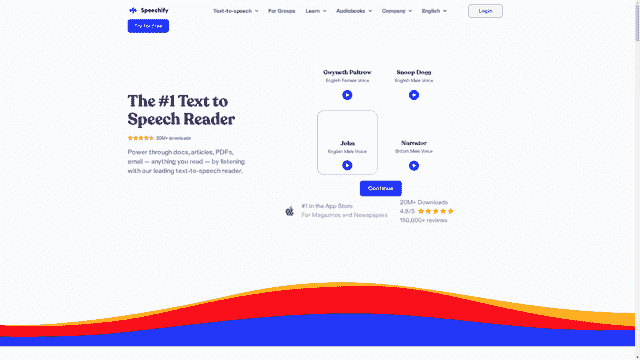 Speechify
Text-to-speech For Groups Learn Audiobooks Company English Login
Try for Free
Gwyneth Paltrow Snoop Dogg
English Female Voice English Male Voice
The #1 Text to
Speech Reader
20M+ downloads
Power through docs, articles, PDFs,
email — anything you read — by listening
with our leading text-to-speech reader.
John Narrator
English Male Voice British Male Voice
Continue
#1 in the App Store
For Magazines and Newspapers
20M+ Downloads
4.8/5
150,000+ reviews